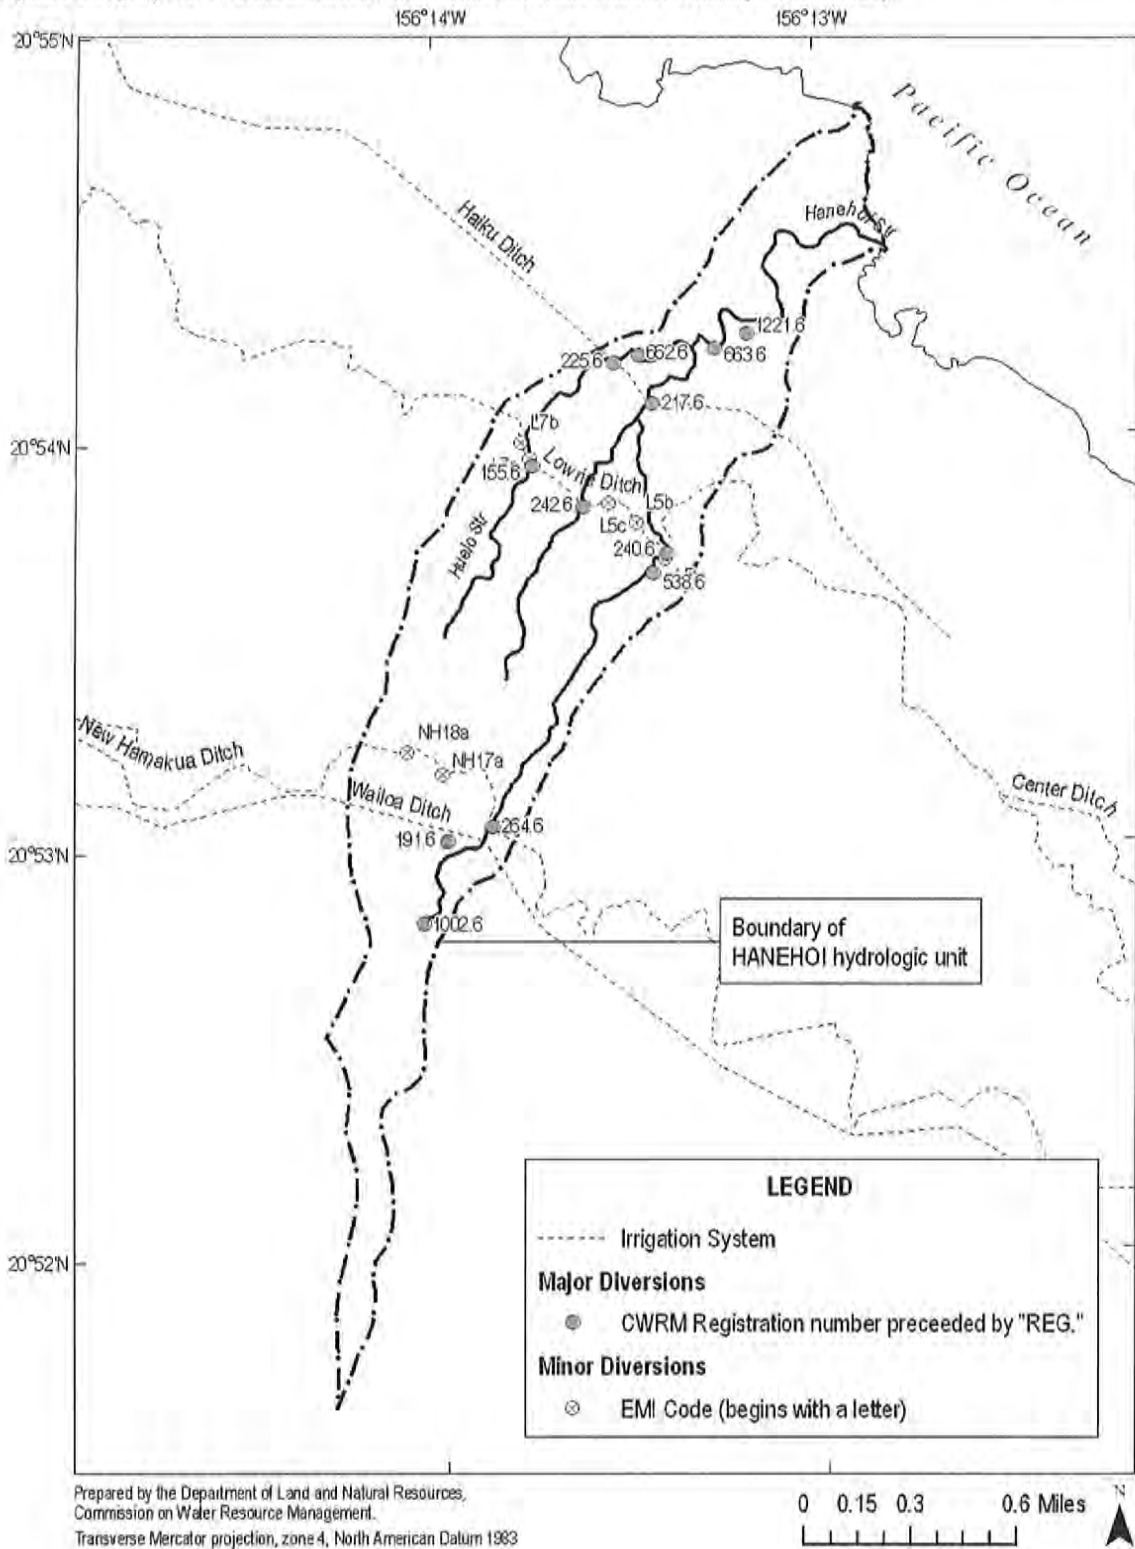 156°14'W
156°13'W
20°55'N
Pacific Ocean
Haiku Ditch
Hanehoi Str
1221.6
662.6
663.6
225.6
217.6
L7b
20°54'N
155.6
Lowrie Ditch
242.6
L5b
L5c
Huelo Str
240.6
538.6
NH18a
New Hamakua Ditch
NH17a
Wailoa Ditch
Center Ditch
264.6
191.6
20°53'N
1002.6
Boundary of
HANEHOI hydrologic unit
LEGEND
Irrigation System
20°52'N
Major Diversions
CWRM Registration number preceeded by "REG."
Minor Diversions
EMI Code (begins with a letter)
Prepared by the Department of Land and Natural Resources,
Commission on Water Resource Management.
Transverse Mercator projection, zone 4, North American Datum 1983
0 0.15 0.3 0.6 Miles
N